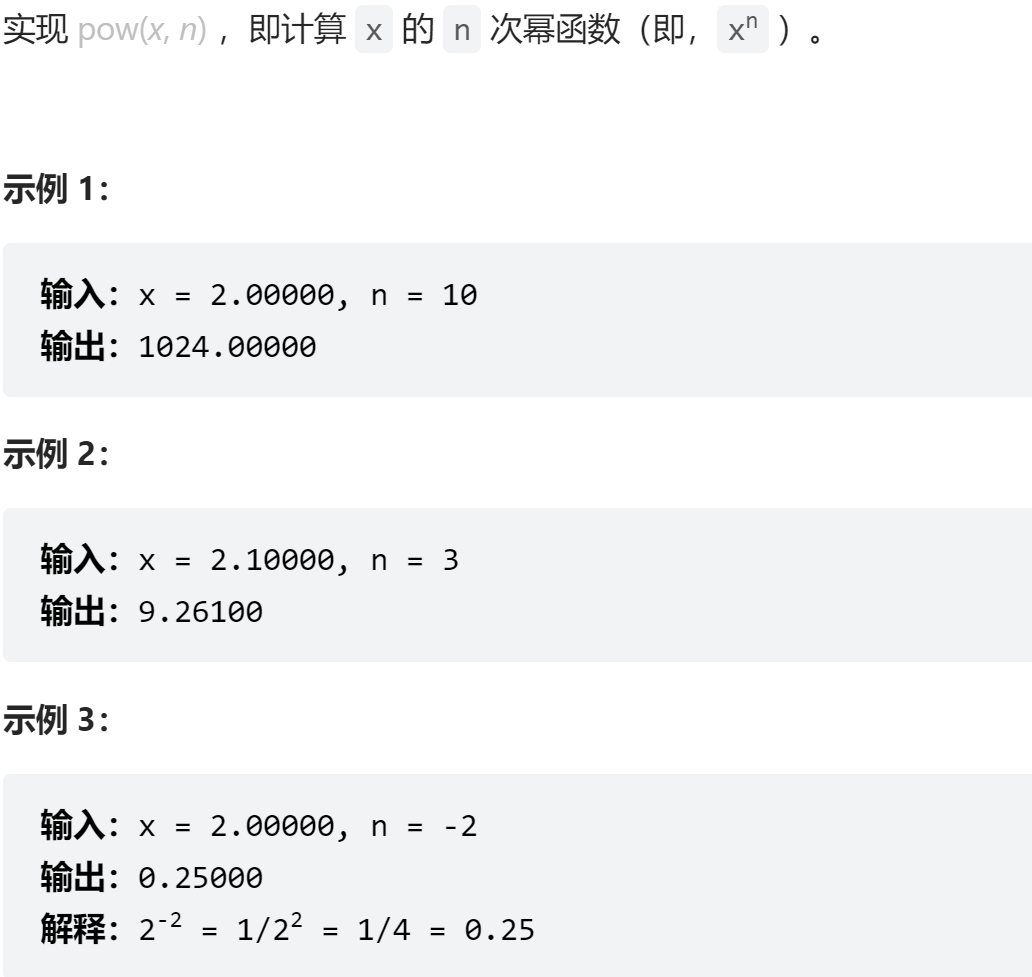 实现 pow(x, n) ，即计算 x 的 n 次幂函数（即，xⁿ ）。
示例 1：
输入：x = 2.00000, n = 10
输出：1024.00000
示例 2：
输入：x = 2.10000, n = 3
输出：9.26100
示例 3：
输入：x = 2.00000, n = -2
输出：0.25000
解释：2⁻² = 1/2² = 1/4 = 0.25